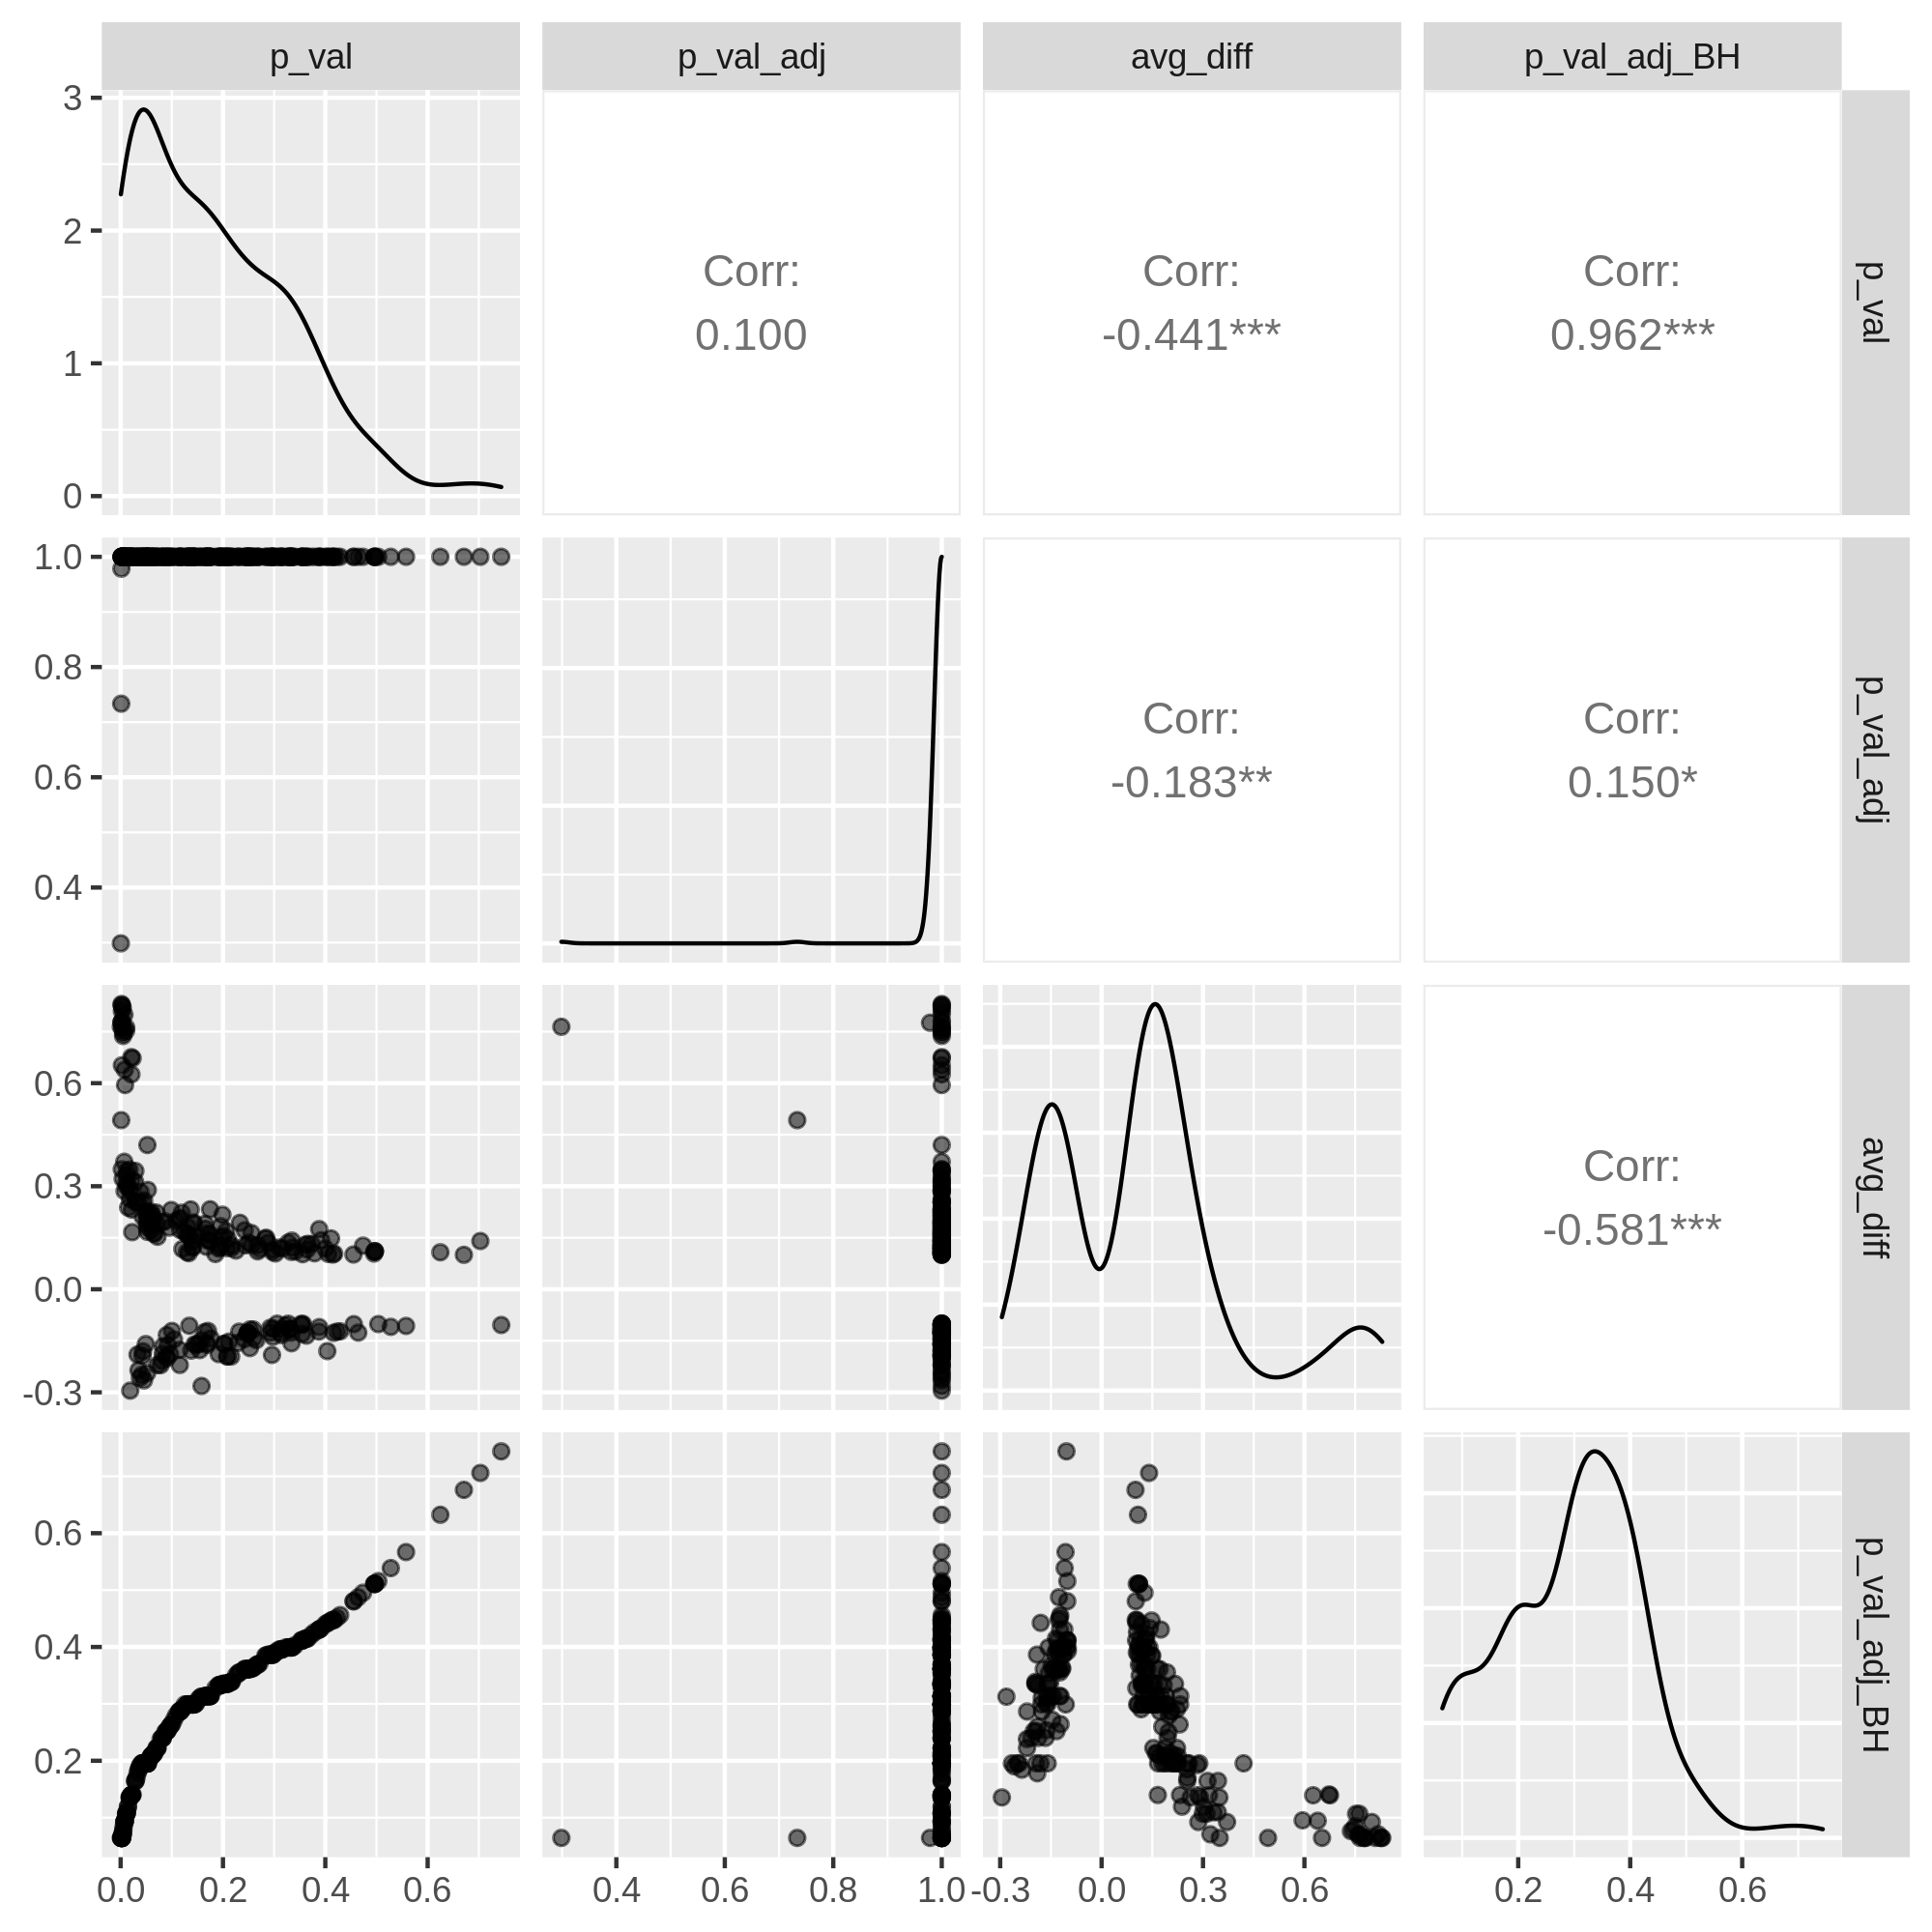 p_val
p_val_adj
avg_diff
p_val_adj_BH
3
2
1
0
Corr:
0.100
Corr:
-0.441***
Corr:
0.962***
p_val
1.0
0.8
0.6
0.4
Corr:
-0.183**
Corr:
0.150*
p_val_adj
0.6
0.3
0.0
-0.3
Corr:
-0.581***
avg_diff
0.6
0.4
0.2
p_val_adj_BH
0.0 0.2 0.4 0.6
0.4 0.6 0.8 1.0
-0.3 0.0 0.3 0.6
0.2 0.4 0.6